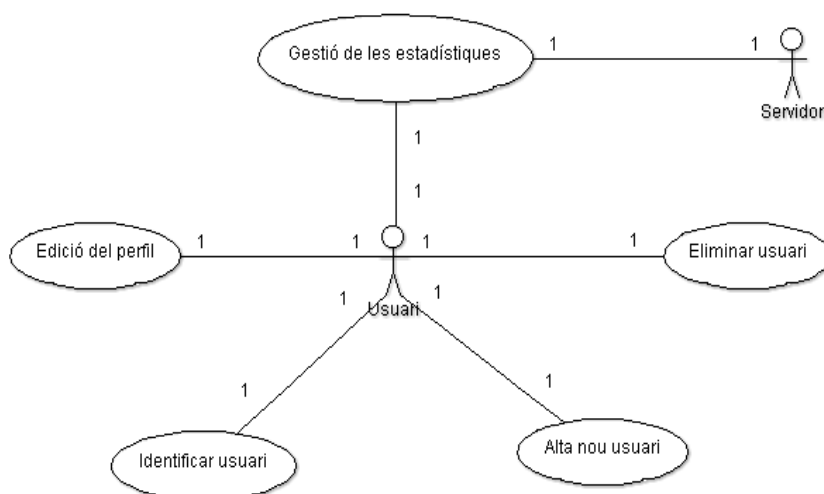 Gestió de les estadístiques
1
1
Servidor
1
1
Edició del perfil
1
1
1
1
Eliminar usuari
Usuari
1
1
1
1
Identificar usuari
Alta nou usuari